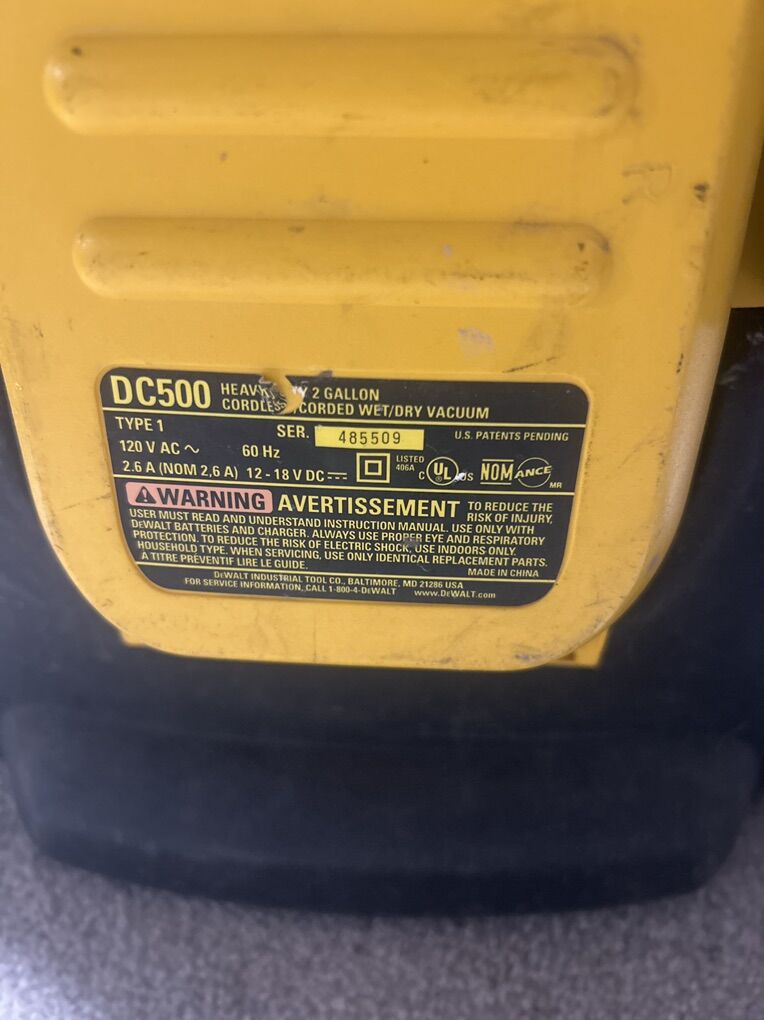 DC500
2 GALLON
CORDED WET/DRY VACUUM
TYPE 1
SER. 485509
U.S. PATENTS PENDING
120 V AC ~ 60 Hz
2.6 A (NOM 2,6 A) 12 - 18 V DC
LISTED
406A
C UL US
NOM ANCE
MR
WARNING AVERTISSEMENT TO REDUCE THE
RISK OF INJURY,
USER MUST READ AND UNDERSTAND INSTRUCTION MANUAL. USE ONLY WITH
DEWALT BATTERIES AND CHARGER. ALWAYS USE PROPER EYE AND RESPIRATORY
PROTECTION. TO REDUCE THE RISK OF ELECTRIC SHOCK, USE INDOORS ONLY.
HOUSEHOLD TYPE. WHEN SERVICING, USE ONLY IDENTICAL REPLACEMENT PARTS.
A TITRE PRÉVENTIF LIRE LE GUIDE.
MADE IN CHINA
DEWALT INDUSTRIAL TOOL CO., BALTIMORE, MD 21286 USA
FOR SERVICE INFORMATION, CALL 1-800-4-DEWALT www.DEWALT.com